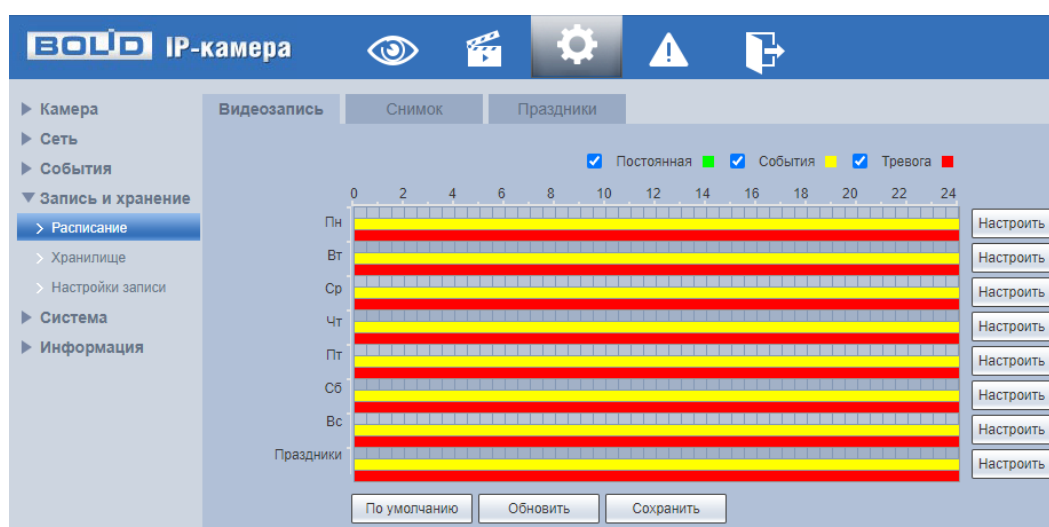 BOLID IP-камера
Камера
Сеть
События
Запись и хранение
Расписание
Хранилище
Настройки записи
Система
Информация
Видеозапись Снимок Праздники
Постоянная События Тревога
0 2 4 6 8 10 12 14 16 18 20 22 24
Пн Настроить
Вт Настроить
Ср Настроить
Чт Настроить
Пт Настроить
Сб Настроить
Вс Настроить
Праздники Настроить
По умолчанию Обновить Сохранить